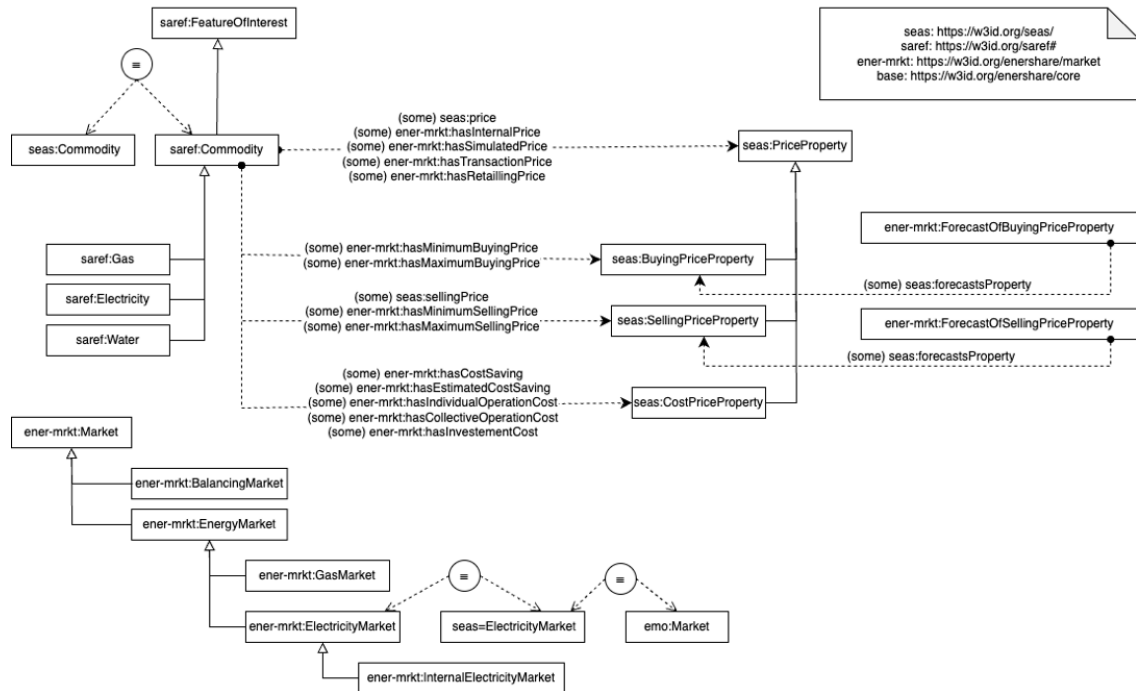 saref:FeatureOfInterest
seas: https://w3id.org/seas/
saref: https://w3id.org/saref#
ener-mrkt: https://w3id.org/enershare/market
base: https://w3id.org/enershare/core
≡
seas:Commodity
saref:Commodity
(some) seas:price
(some) ener-mrkt:hasInternalPrice
(some) ener-mrkt:hasSimulatedPrice
(some) ener-mrkt:hasTransactionPrice
(some) ener-mrkt:hasRetaillingPrice
seas:PriceProperty
saref:Gas
saref:Electricity
saref:Water
(some) ener-mrkt:hasMinimumBuyingPrice
(some) ener-mrkt:hasMaximumBuyingPrice
seas:BuyingPriceProperty
ener-mrkt:ForecastOfBuyingPriceProperty
(some) seas:forecastsProperty
(some) seas:sellingPrice
(some) ener-mrkt:hasMinimumSellingPrice
(some) ener-mrkt:hasMaximumSellingPrice
seas:SellingPriceProperty
ener-mrkt:ForecastOfSellingPriceProperty
(some) seas:forecastsProperty
(some) ener-mrkt:hasCostSaving
(some) ener-mrkt:hasEstimatedCostSaving
(some) ener-mrkt:hasIndividualOperationCost
(some) ener-mrkt:hasCollectiveOperationCost
(some) ener-mrkt:hasInvestementCost
seas:CostPriceProperty
ener-mrkt:Market
ener-mrkt:BalancingMarket
ener-mrkt:EnergyMarket
ener-mrkt:GasMarket
≡
≡
ener-mrkt:ElectricityMarket
seas=ElectricityMarket
emo:Market
ener-mrkt:InternalElectricityMarket